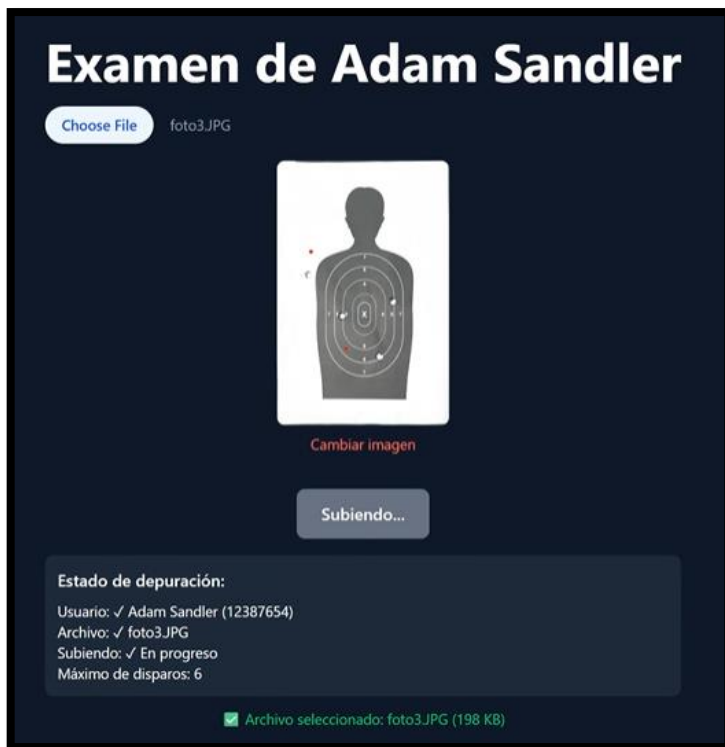 Examen de Adam Sandler
Choose File foto3.JPG
Cambiar imagen
Subiendo...
Estado de depuración:
Usuario: ✓ Adam Sandler (12387654)
Archivo: ✓ foto3.JPG
Subiendo: ✓ En progreso
Máximo de disparos: 6
✅ Archivo seleccionado: foto3.JPG (198 KB)